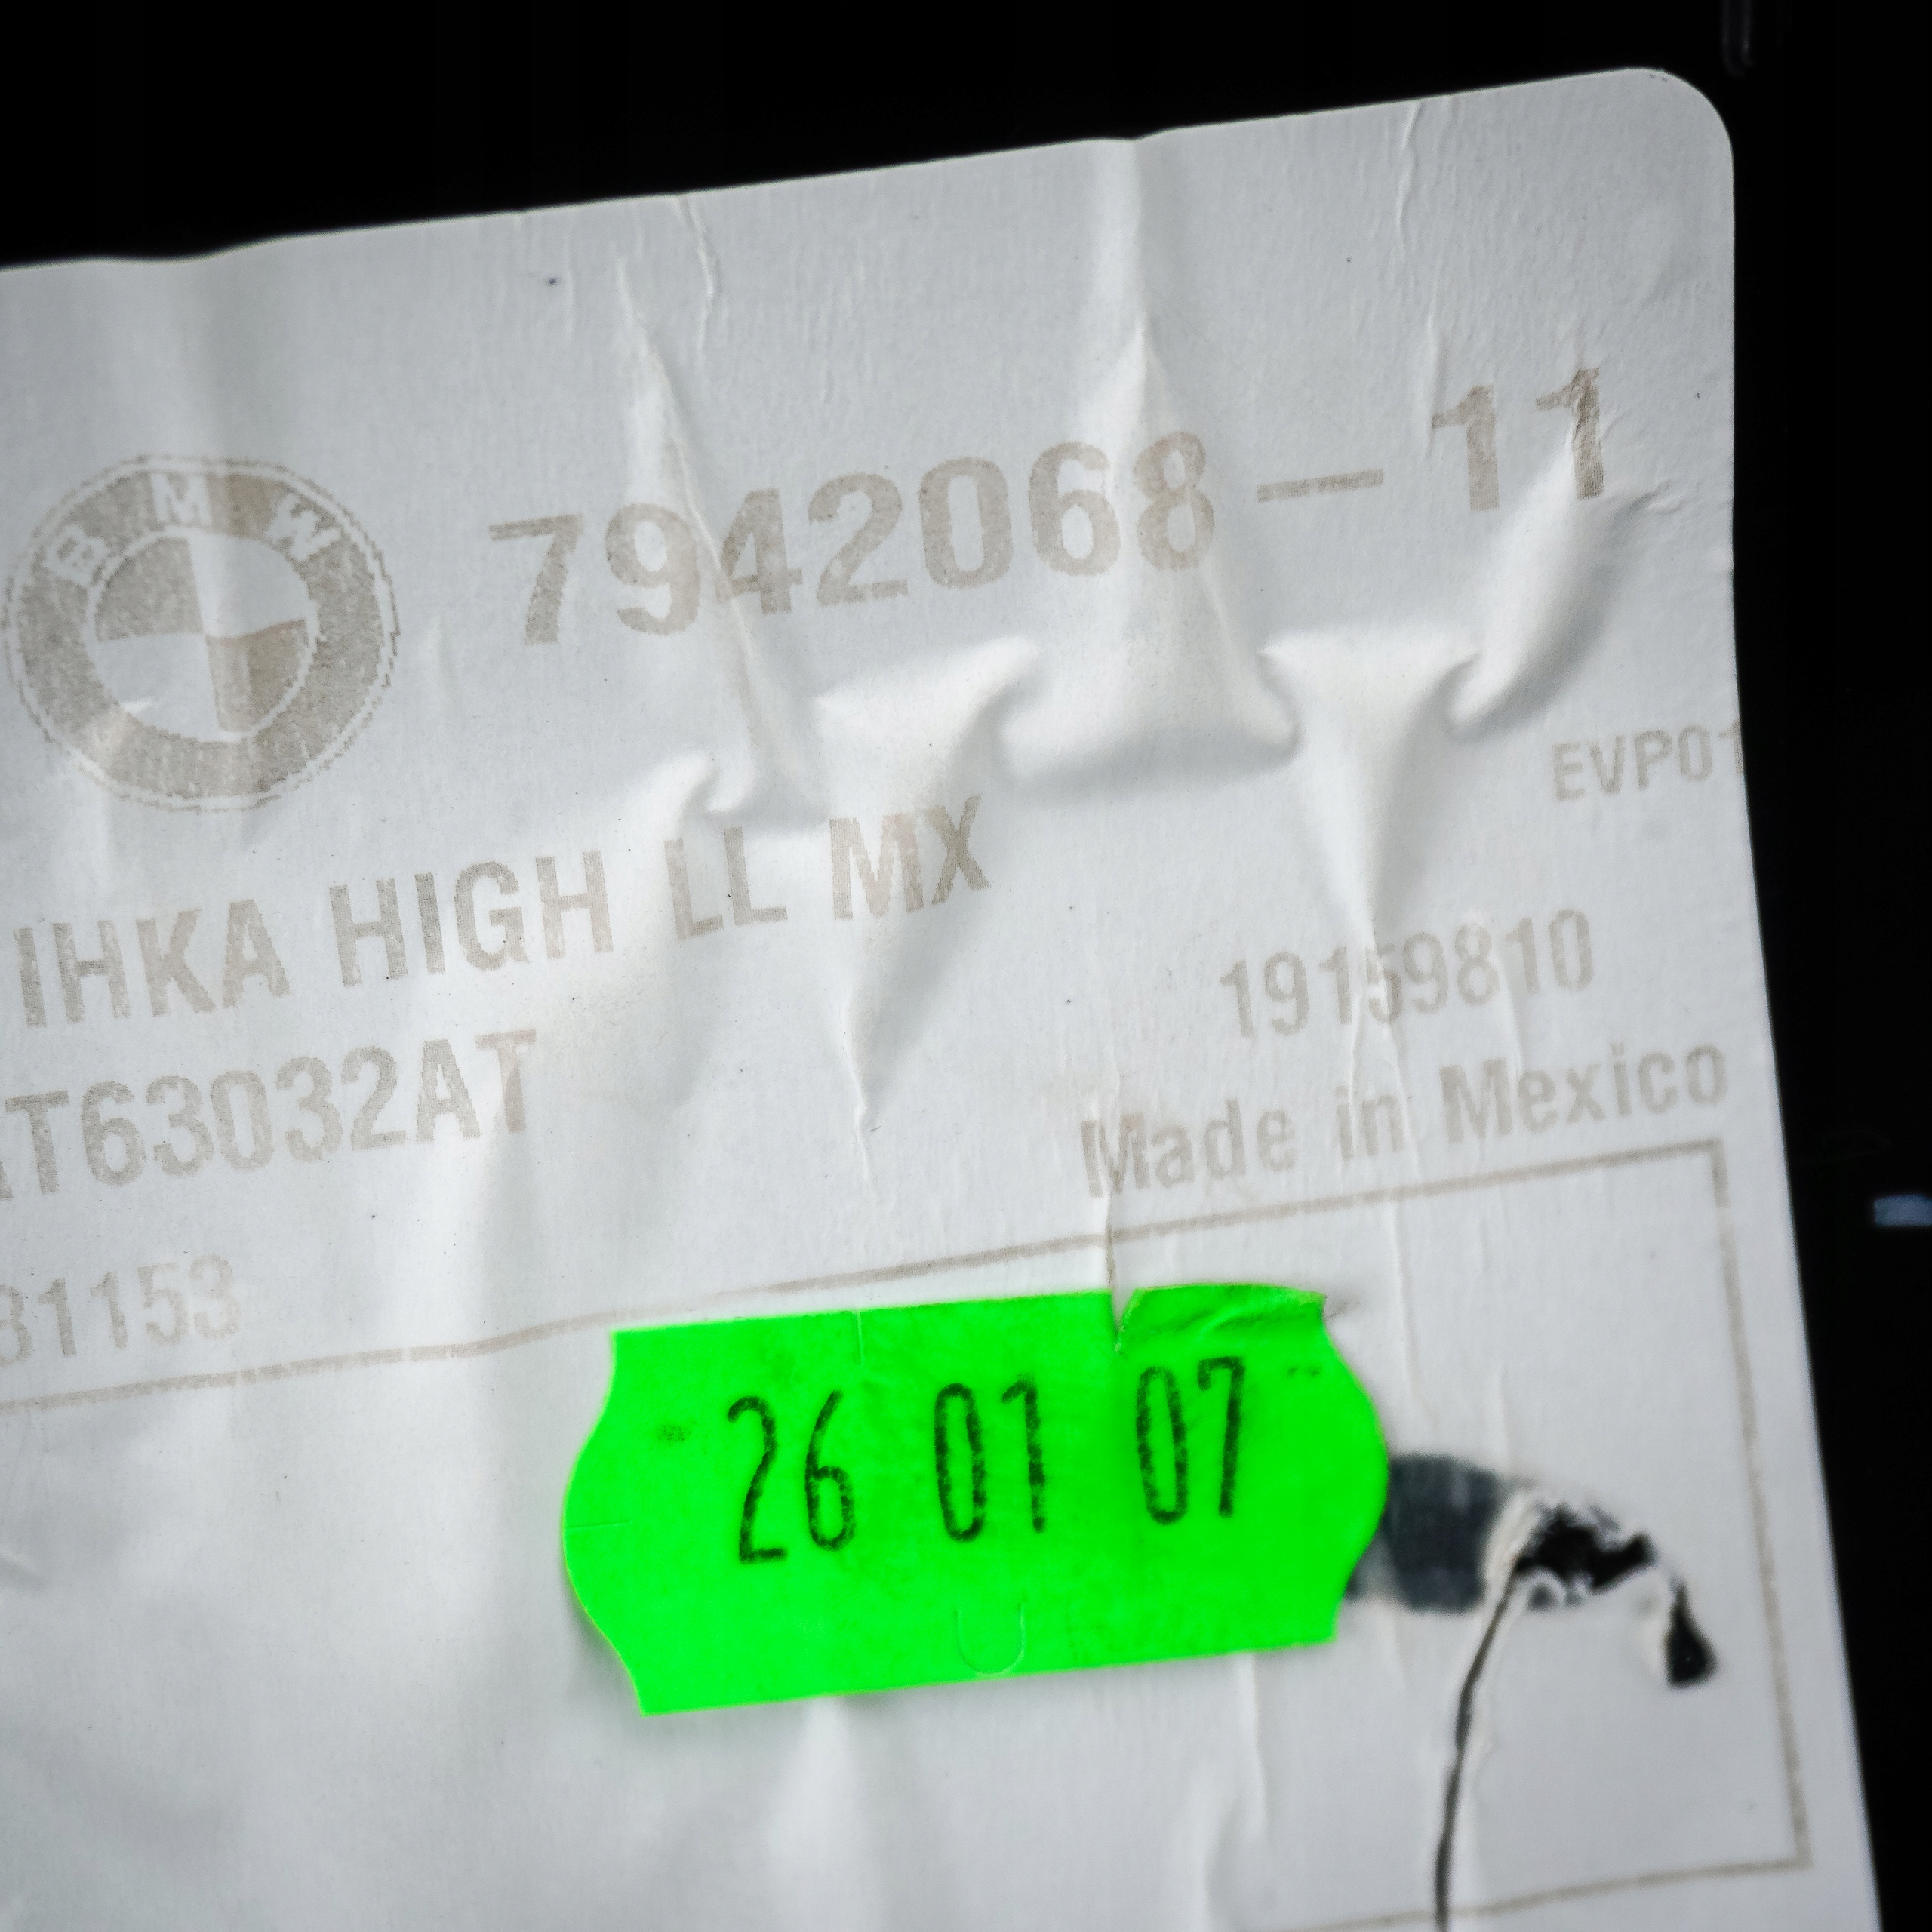 BMW
7942068 — 11
EVP01
IHKA HIGH LL MX
19159810
T63032AT
Made in Mexico
31153
26 01 07